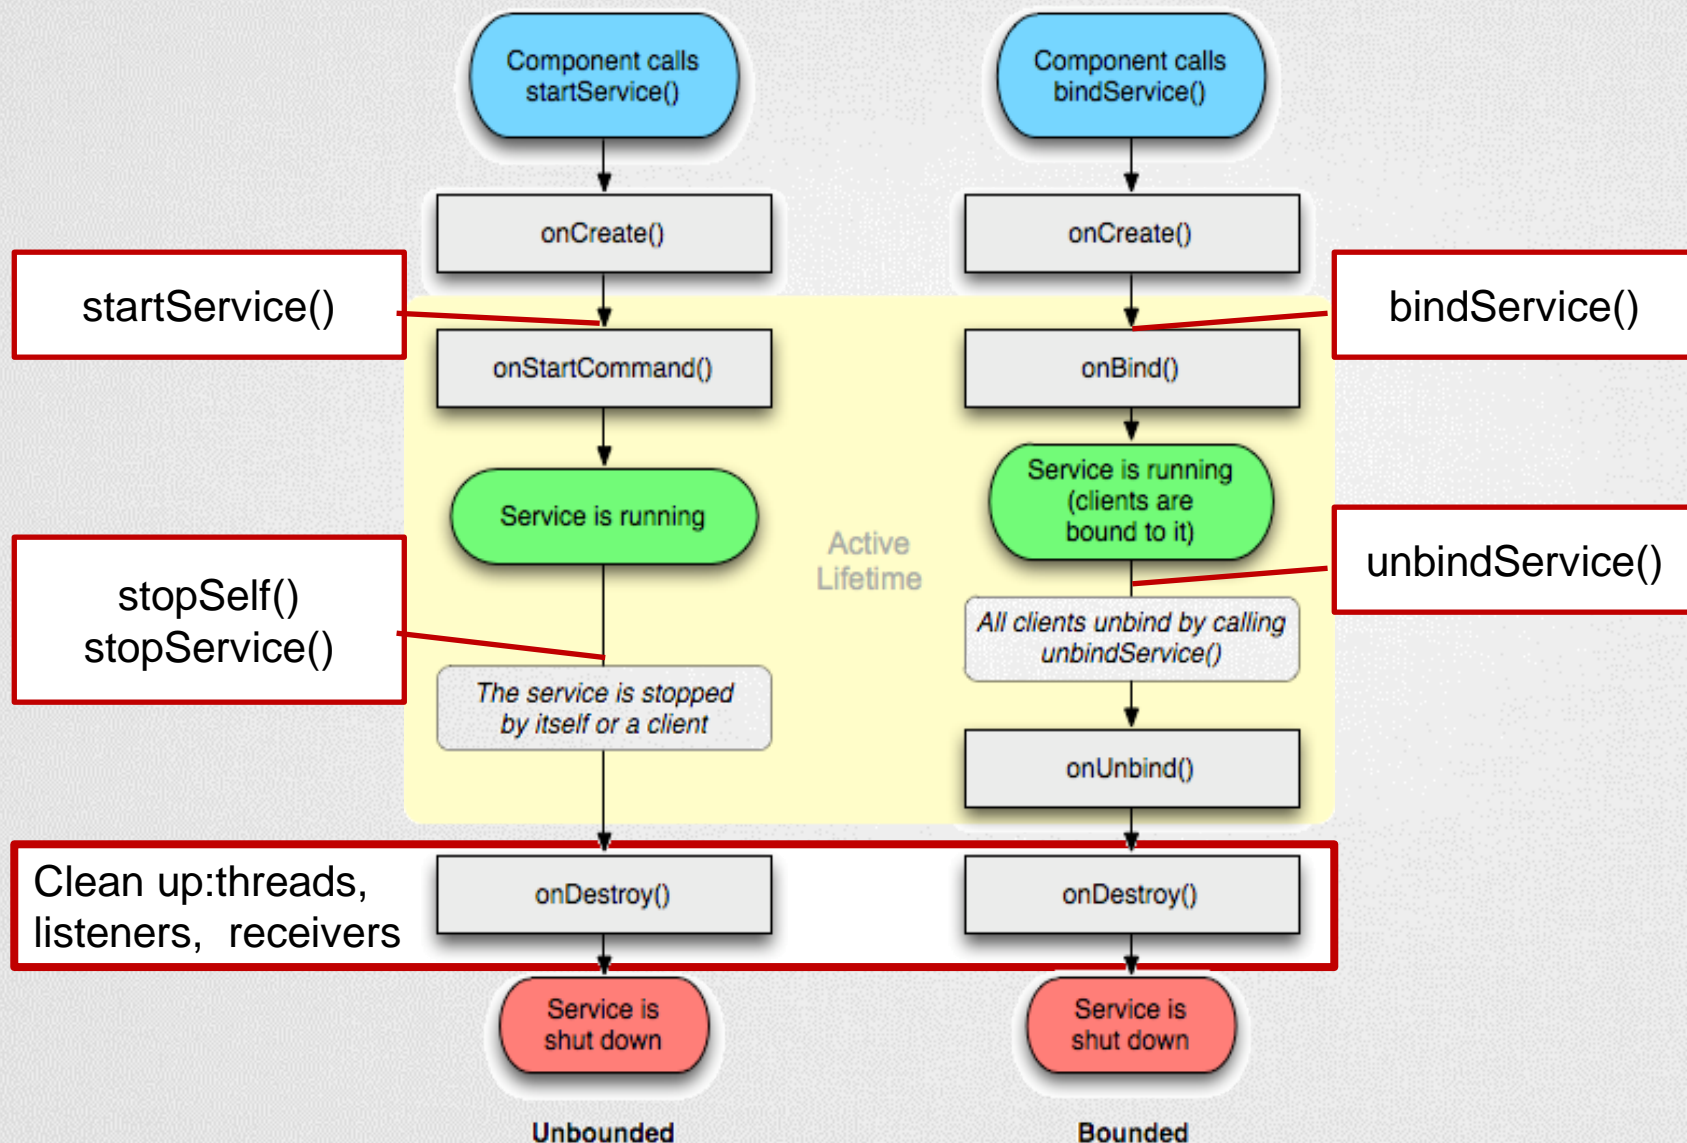 Component calls
startService()
Component calls
bindService()
onCreate()
onCreate()
startService()
bindService()
onStartCommand()
onBind()
Service is running
Service is running
(clients are
bound to it)
Active
Lifetime
stopSelf()
stopService()
unbindService()
The service is stopped
by itself or a client
All clients unbind by calling
unbindService()
onUnbind()
Clean up:threads,
listeners, receivers
onDestroy()
onDestroy()
Service is
shut down
Service is
shut down
Unbounded
Bounded